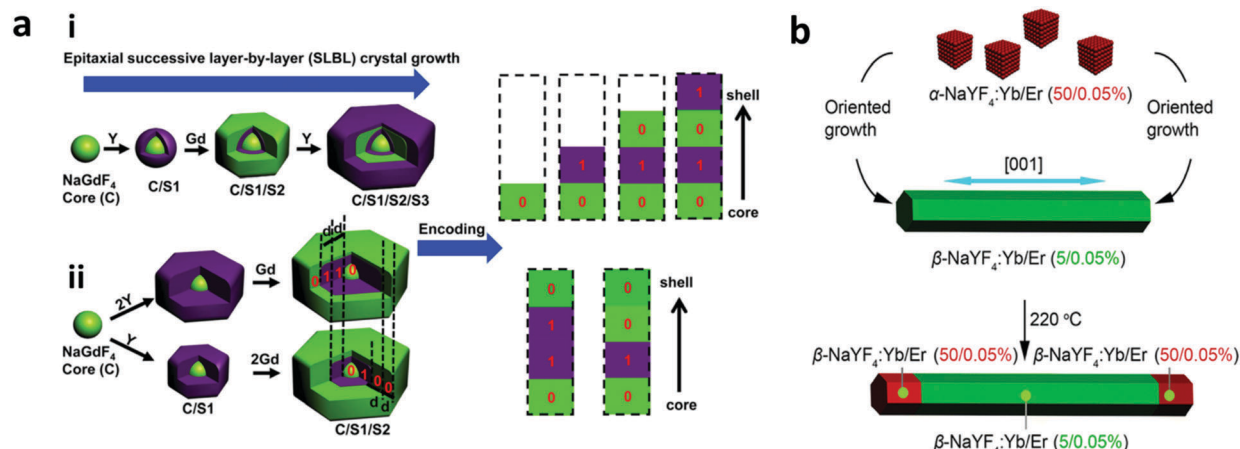 a
i
Epitaxial successive layer-by-layer (SLBL) crystal growth
Y
Gd
Y
NaGdF4
Core (C)
C/S1
C/S1/S2
C/S1/S2/S3
0
1
0
0
1
0
1
0
1
0
shell
core
Encoding
ii
NaGdF4
Core (C)
2Y
Gd
Y
2Gd
C/S1
C/S1/S2
d d
0 1 1 0
0 1 0 0
d d
0
1
1
0
0
0
1
0
shell
core
b
α-NaYF4:Yb/Er (50/0.05%)
Oriented
growth
Oriented
growth
[001]
β-NaYF4:Yb/Er (5/0.05%)
220 °C
β-NaYF4:Yb/Er (50/0.05%) β-NaYF4:Yb/Er (50/0.05%)
β-NaYF4:Yb/Er (5/0.05%)